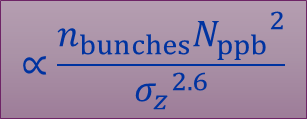 ∝ n_bunches N_ppb^2 / σ_z^2.6